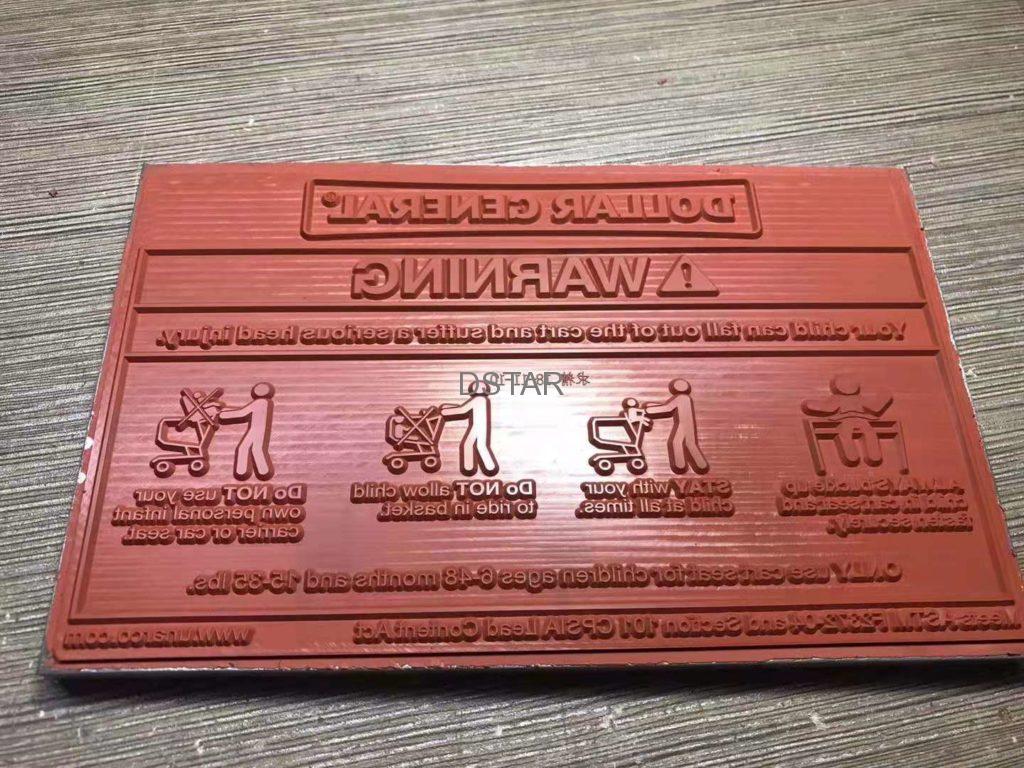 DOLLAR GENERAL®
⚠WARNING
Your child can fall out of the cart and suffer a serious head injury.
DSTAR
ALWAYS buckle up
child in cart seat and
fasten securely.
STAY with your
child at all times.
Do NOT allow child
to ride in basket.
Do NOT use your
own personal infant
carrier or car seat.
ONLY use cart seat for children ages 6-48 months and 15-35 lbs.
Meets ASTM F2372-04 and Section 101 CPSIA Lead Content Act
www.unarco.com